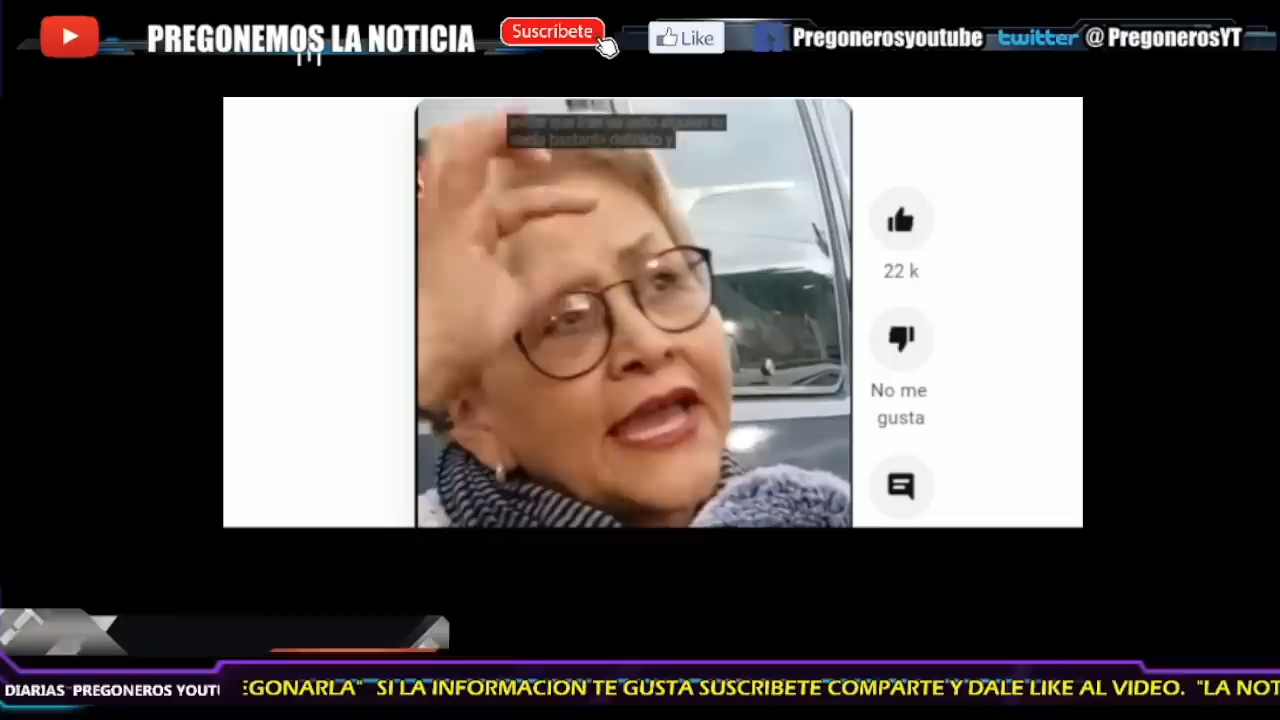 PREGONEMOS LA NOTICIA
Suscríbete
Like
Pregonerosyoutube
twitter @PregonerosYT
22 k
No me
gusta
DIARIAS PREGONEROS YOUT
EGONARLA" SI LA INFORMACION TE GUSTA SUSCRIBETE COMPARTE Y DALE LIKE AL VIDEO. "LA NOT